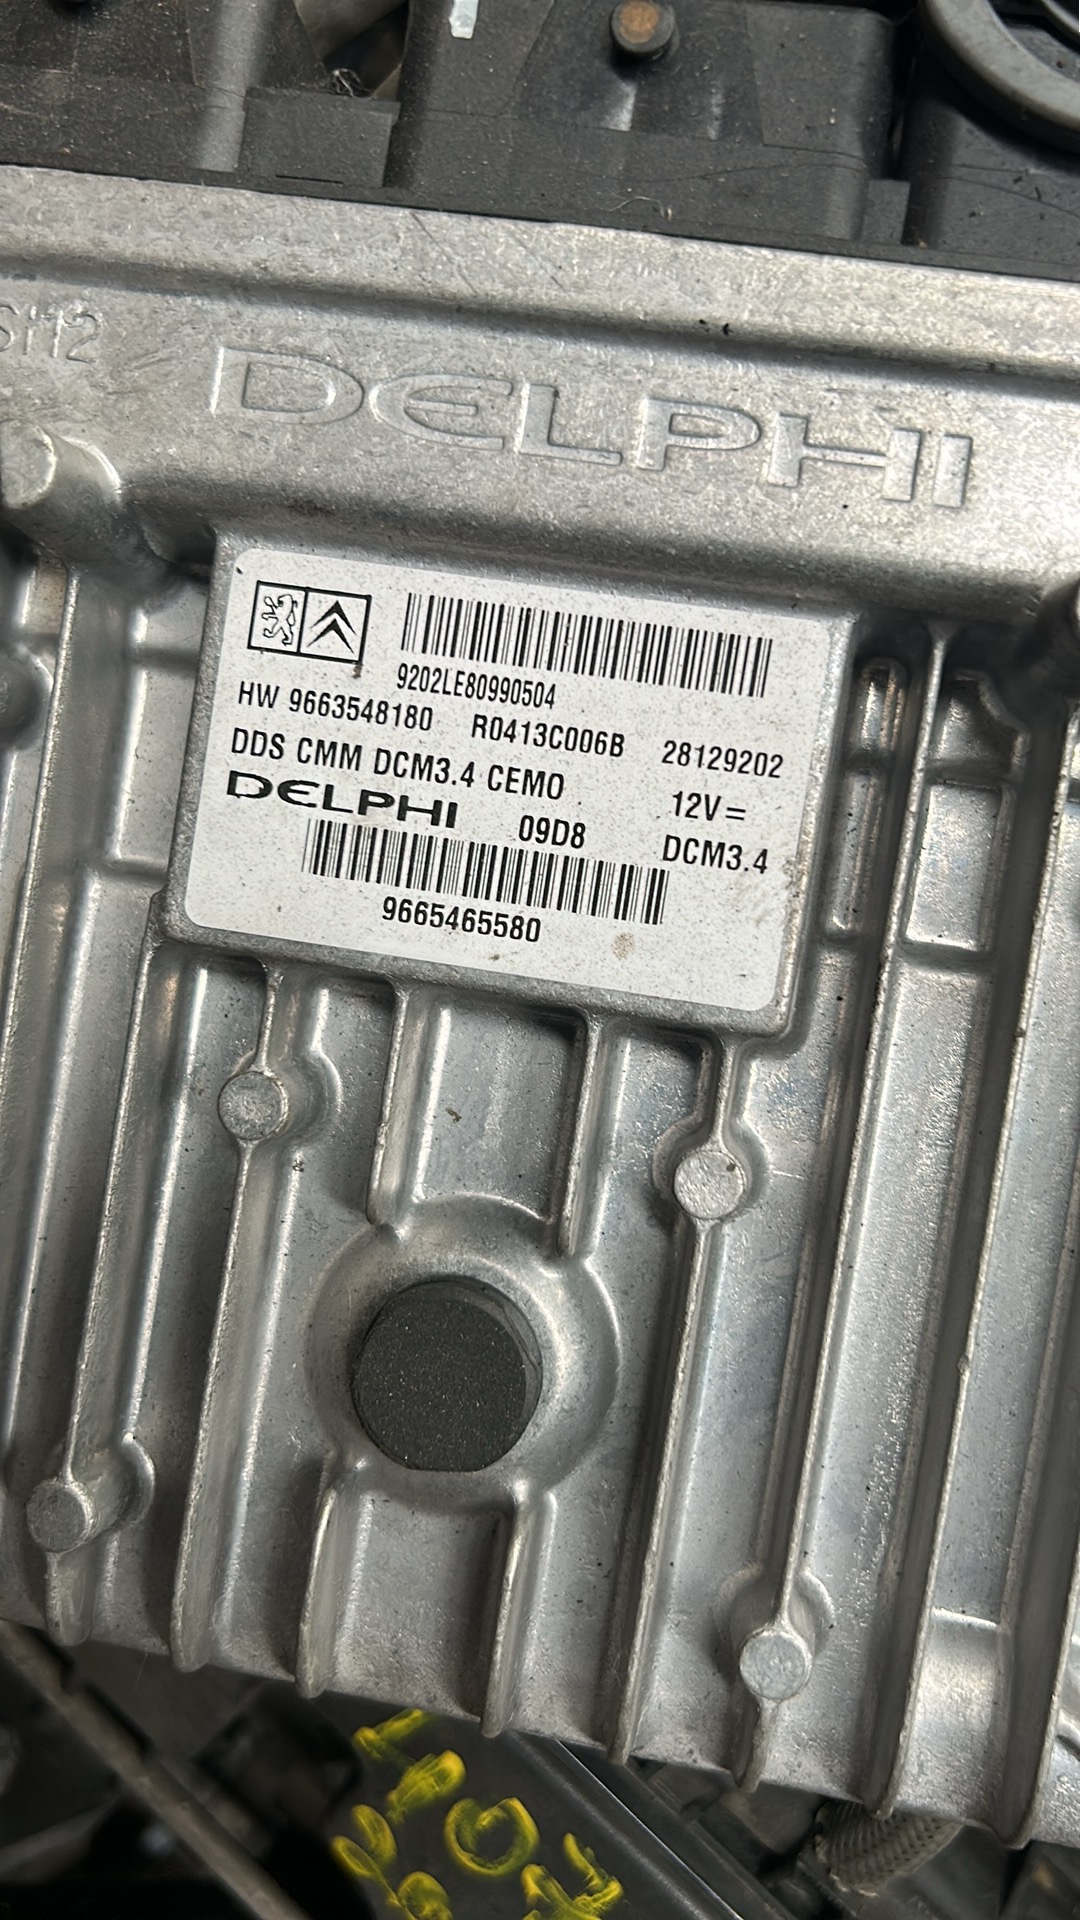 DELPHI
9202LE80990504
HW 9663548180 R0413C006B 28129202
DDS CMM DCM3.4 CEMO 12V=
DELPHI 09D8 DCM3.4
9665465580